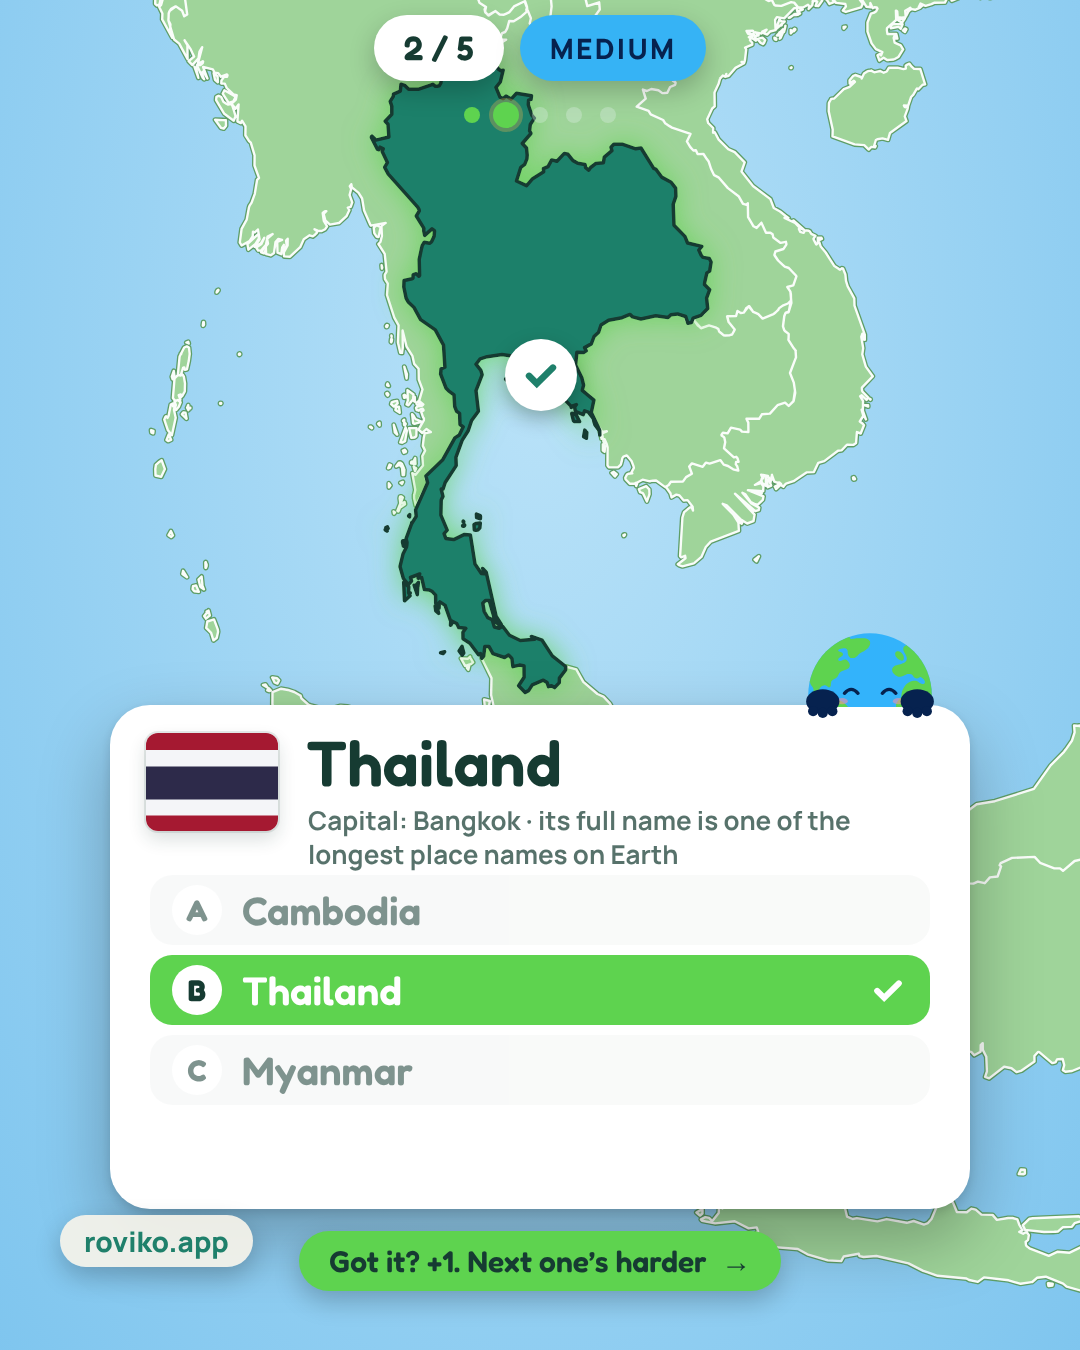 2 / 5
MEDIUM
Thailand
Capital: Bangkok · its full name is one of the
longest place names on Earth
A Cambodia
B Thailand
C Myanmar
roviko.app
Got it? +1. Next one’s harder →